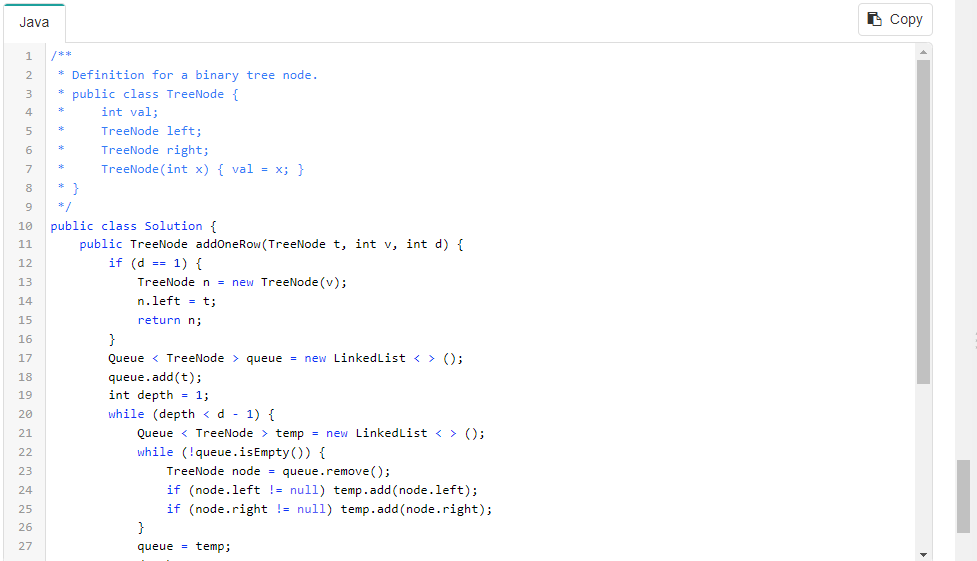 Java
Copy
1 /**
2  * Definition for a binary tree node.
3  * public class TreeNode {
4  *     int val;
5  *     TreeNode left;
6  *     TreeNode right;
7  *     TreeNode(int x) { val = x; }
8  * }
9  */
10 public class Solution {
11     public TreeNode addOneRow(TreeNode t, int v, int d) {
12         if (d == 1) {
13             TreeNode n = new TreeNode(v);
14             n.left = t;
15             return n;
16         }
17         Queue < TreeNode > queue = new LinkedList < > ();
18         queue.add(t);
19         int depth = 1;
20         while (depth < d - 1) {
21             Queue < TreeNode > temp = new LinkedList < > ();
22             while (!queue.isEmpty()) {
23                 TreeNode node = queue.remove();
24                 if (node.left != null) temp.add(node.left);
25                 if (node.right != null) temp.add(node.right);
26             }
27             queue = temp;